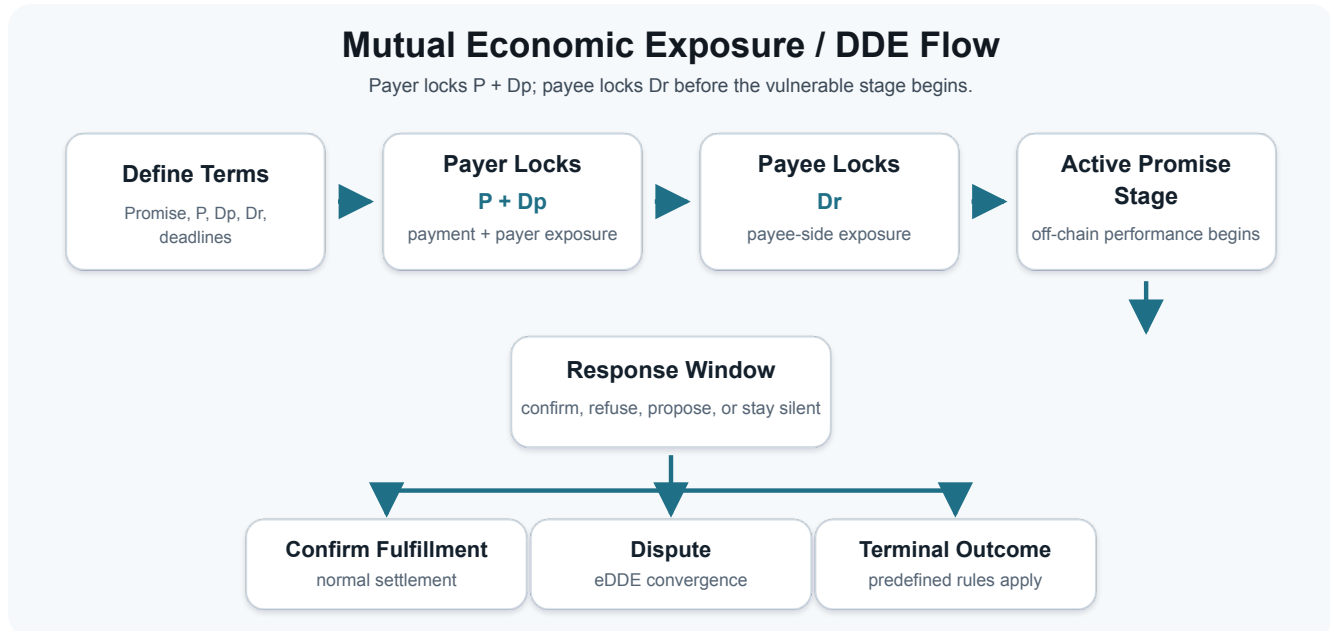 Mutual Economic Exposure / DDE Flow
Payer locks P + Dp; payee locks Dr before the vulnerable stage begins.
Define Terms
Promise, P, Dp, Dr,
deadlines
Payer Locks
P + Dp
payment + payer exposure
Payee Locks
Dr
payee-side exposure
Active Promise
Stage
off-chain performance begins
Response Window
confirm, refuse, propose, or stay silent
Confirm Fulfillment
normal settlement
Dispute
eDDE convergence
Terminal Outcome
predefined rules apply